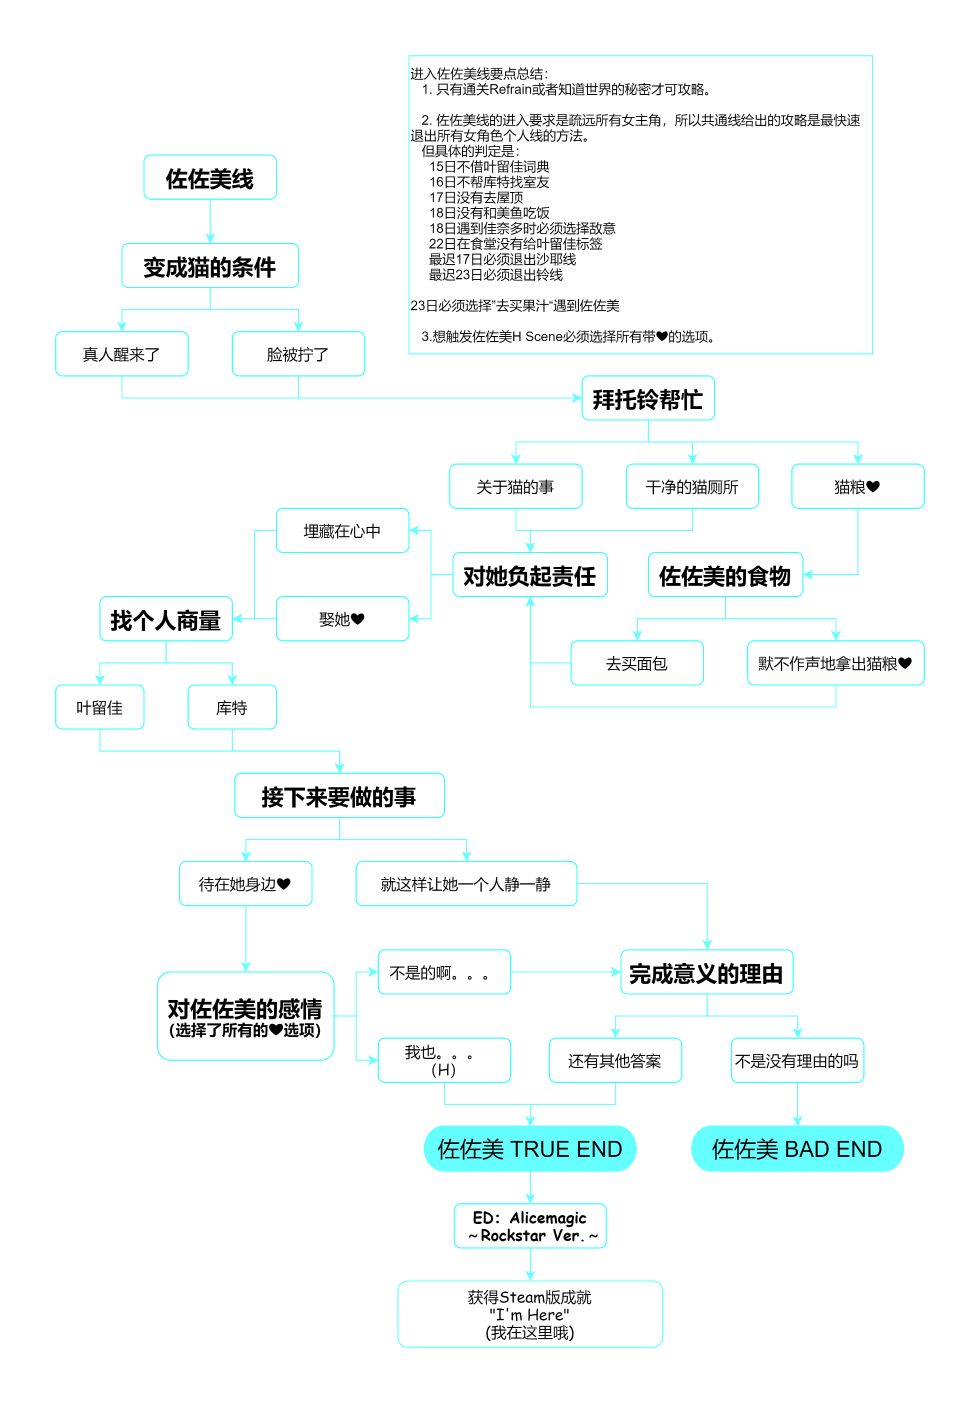 进入佐佐美线要点总结：
1. 只有通关Refrain或者知道世界的秘密才可攻略。
2. 佐佐美线的进入要求是疏远所有女主角，所以共通线给出的攻略是最快速
退出所有女角色个人线的方法。
但具体的判定是：
15日不借叶留佳词典
16日不帮库特找室友
17日没有去屋顶
18日没有和美鱼吃饭
18日遇到佳奈多时必须选择敌意
22日在食堂没有给叶留佳标签
最迟17日必须退出沙耶线
最迟23日必须退出铃线
23日必须选择”去买果汁“遇到佐佐美
3.想触发佐佐美H Scene必须选择所有带♥的选项。
佐佐美线
变成猫的条件
真人醒来了
脸被拧了
拜托铃帮忙
关于猫的事
干净的猫厕所
猫粮♥
埋藏在心中
对她负起责任
佐佐美的食物
找个人商量
娶她♥
去买面包
默不作声地拿出猫粮♥
叶留佳
库特
接下来要做的事
待在她身边♥
就这样让她一个人静一静
不是的啊。。。
完成意义的理由
对佐佐美的感情
（选择了所有的♥选项）
我也。。。
（H）
还有其他答案
不是没有理由的吗
佐佐美 TRUE END
佐佐美 BAD END
ED：Alicemagic
～Rockstar Ver.～
获得Steam版成就
"I'm Here"
(我在这里哦)